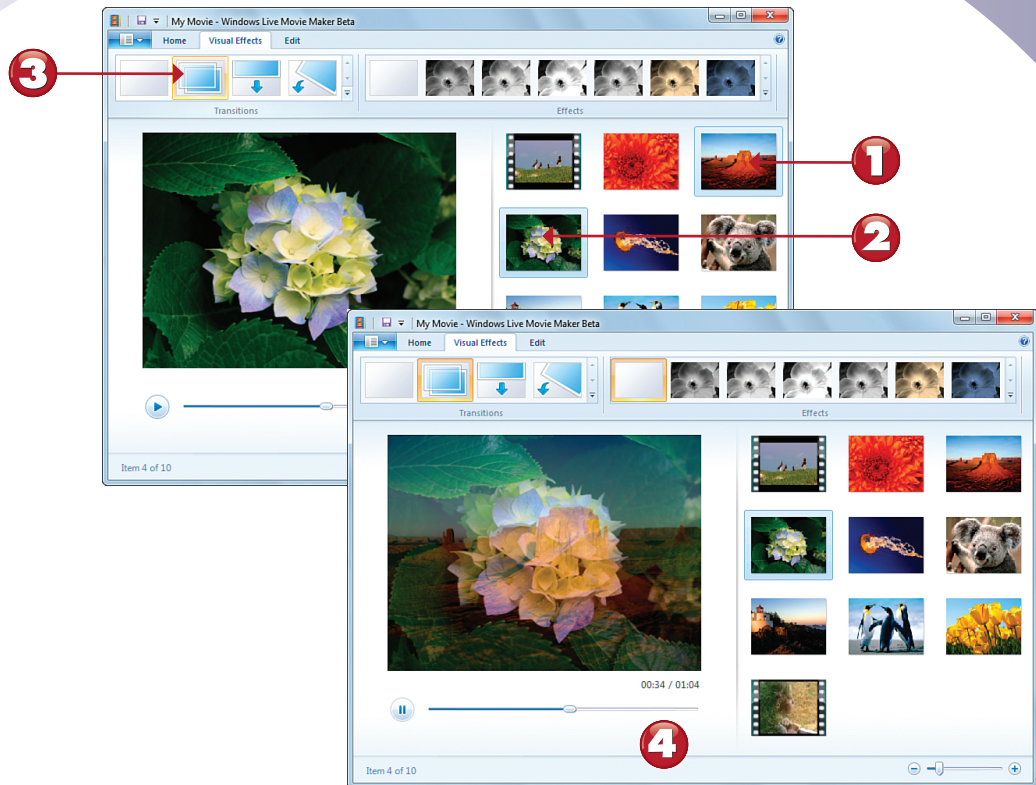 My Movie - Windows Live Movie Maker Beta
Home Visual Effects Edit
3
Transitions
Effects
1
2
Item 4 of 10
My Movie - Windows Live Movie Maker Beta
Home Visual Effects Edit
Transitions
Effects
00:34 / 01:04
4
Item 4 of 10